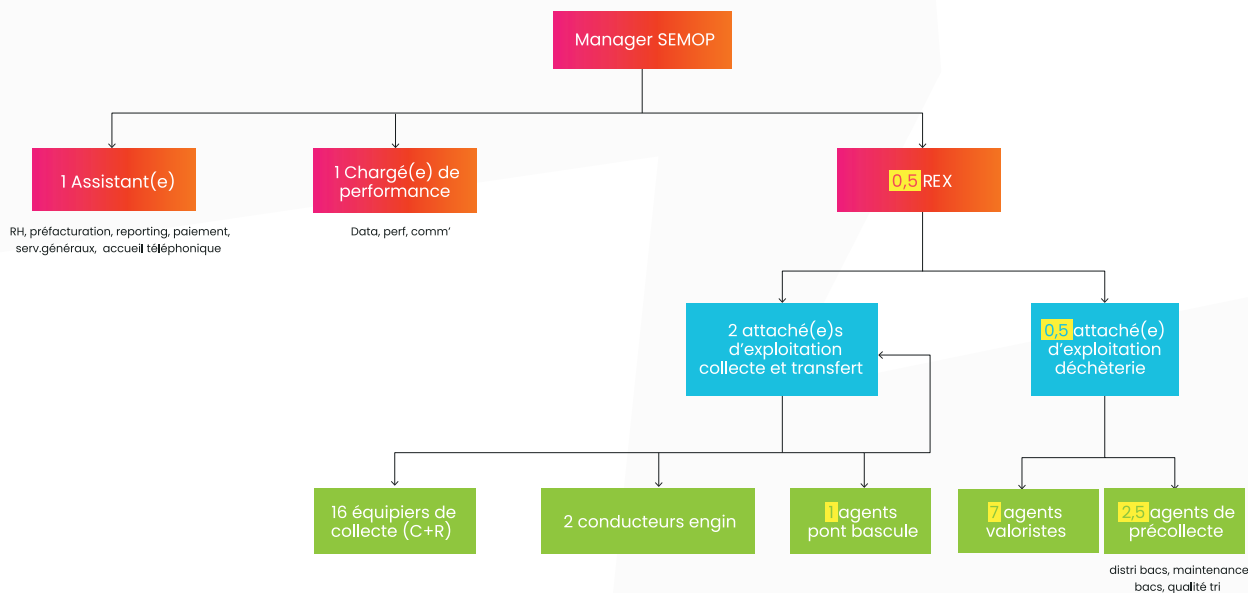 Manager SEMOP
1 Assistant(e)
RH, préfacturation, reporting, paiement,
serv.généraux, accueil téléphonique
1 Chargé(e) de
performance
Data, perf, comm’
0,5 REX
2 attaché(e)s
d’exploitation
collecte et transfert
0,5 attaché(e)
d’exploitation
déchèterie
16 équipiers de
collecte (C+R)
2 conducteurs engin
1 agents
pont bascule
7 agents
valoristes
2,5 agents de
précollecte
distri bacs, maintenance
bacs, qualité tri